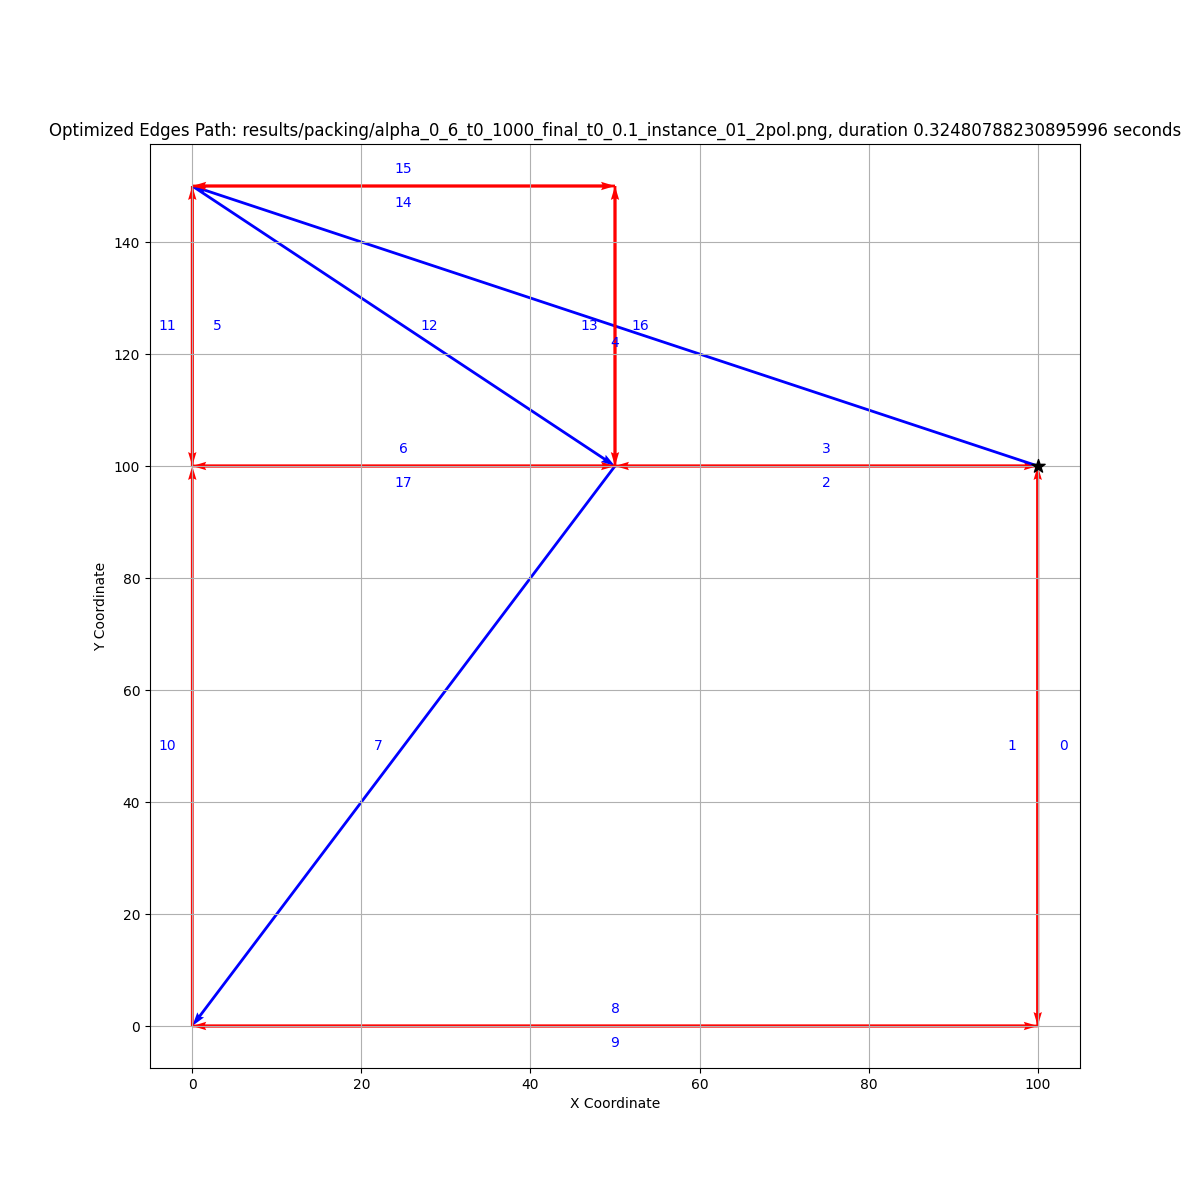 Optimized Edges Path: results/packing/alpha_0_6_t0_1000_final_t0_0.1_instance_01_2pol.png, duration 0.32480788230895996 seconds
15
14
140
11 5 12 13 16
4
120
6 3
100
17 2
80
Y Coordinate
60
10 7 1 0
40
20
8
0
9
0 20 40 60 80 100
X Coordinate